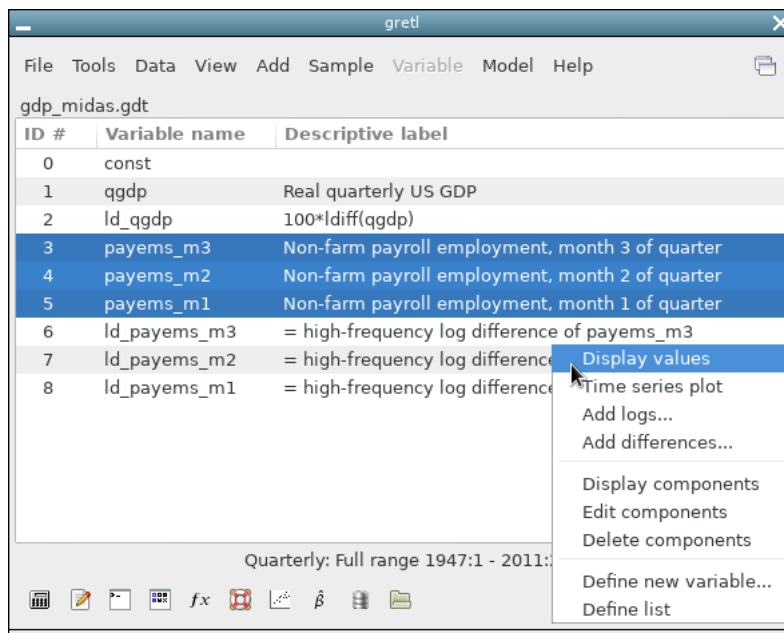 gretl
File Tools Data View Add Sample Variable Model Help
gdp_midas.gdt
ID # Variable name Descriptive label
0 const
1 qgdp Real quarterly US GDP
2 ld_qgdp 100*ldiff(qgdp)
3 payems_m3 Non-farm payroll employment, month 3 of quarter
4 payems_m2 Non-farm payroll employment, month 2 of quarter
5 payems_m1 Non-farm payroll employment, month 1 of quarter
6 ld_payems_m3 = high-frequency log difference of payems_m3
7 ld_payems_m2 = high-frequency log difference
8 ld_payems_m1 = high-frequency log difference
Display values
Time series plot
Add logs...
Add differences...
Display components
Edit components
Delete components
Define new variable...
Define list
Quarterly: Full range 1947:1 - 2011:
fx
β̂